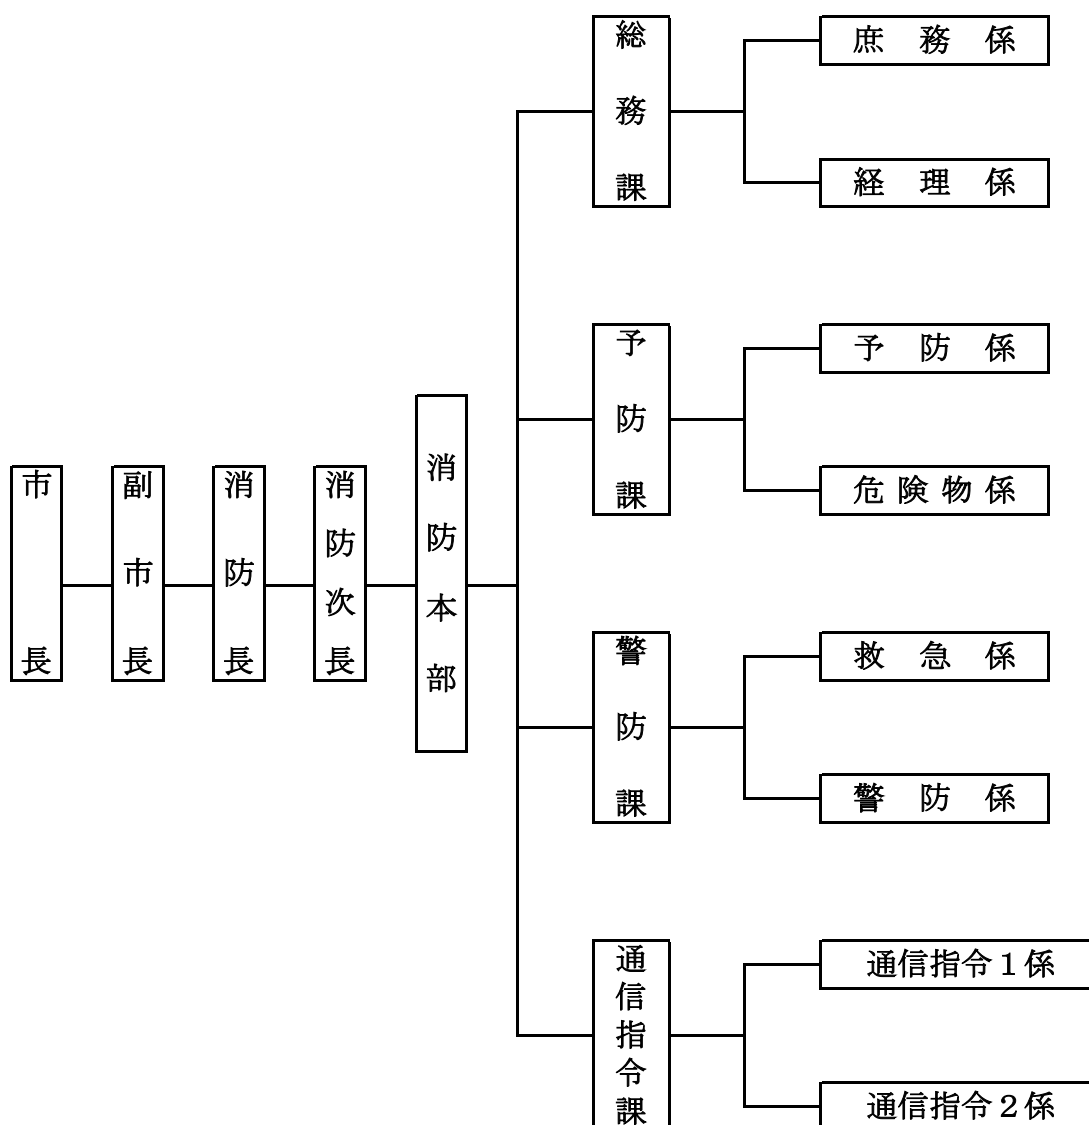 市長
副市長
消防長
消防次長
消防本部
総務課
庶務係
経理係
予防課
予防係
危険物係
警防課
救急係
警防係
通信指令課
通信指令１係
通信指令２係